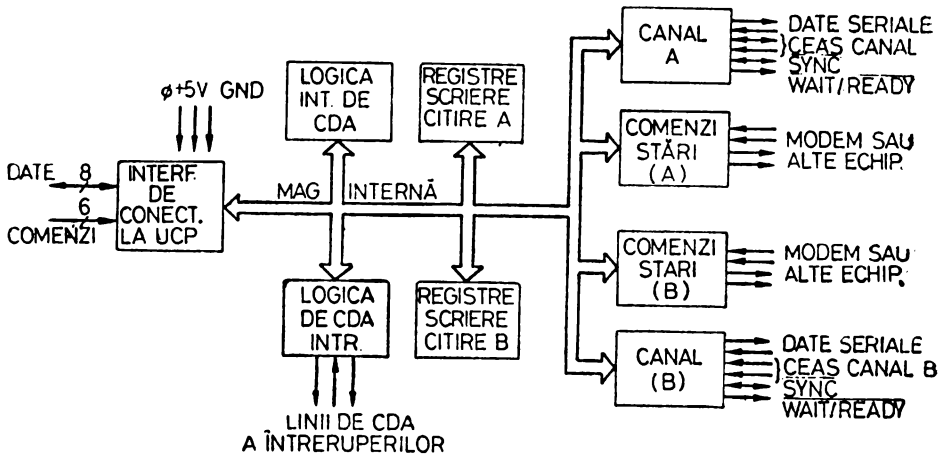 φ+5V GND
DATE 8
6
COMENZI
INTERF.
DE
CONECT.
LA UCP
LOGICA
INT. DE
CDA
REGISTRE
SCRIERE
CITIRE A
MAG INTERNĂ
LOGICA
DE CDA
INTR.
REGISTRE
SCRIERE
CITIRE B
LINII DE CDA
A ÎNTRERUPERILOR
CANAL
A
DATE SERIALE
}CEAS CANAL
SYNC
WAIT/READY
COMENZI
STĂRI
(A)
MODEM SAU
ALTE ECHIP.
COMENZI
STARI
(B)
MODEM SAU
ALTE ECHIP.
CANAL
(B)
DATE SERIALE
}CEAS CANAL B
SYNC
WAIT/READY